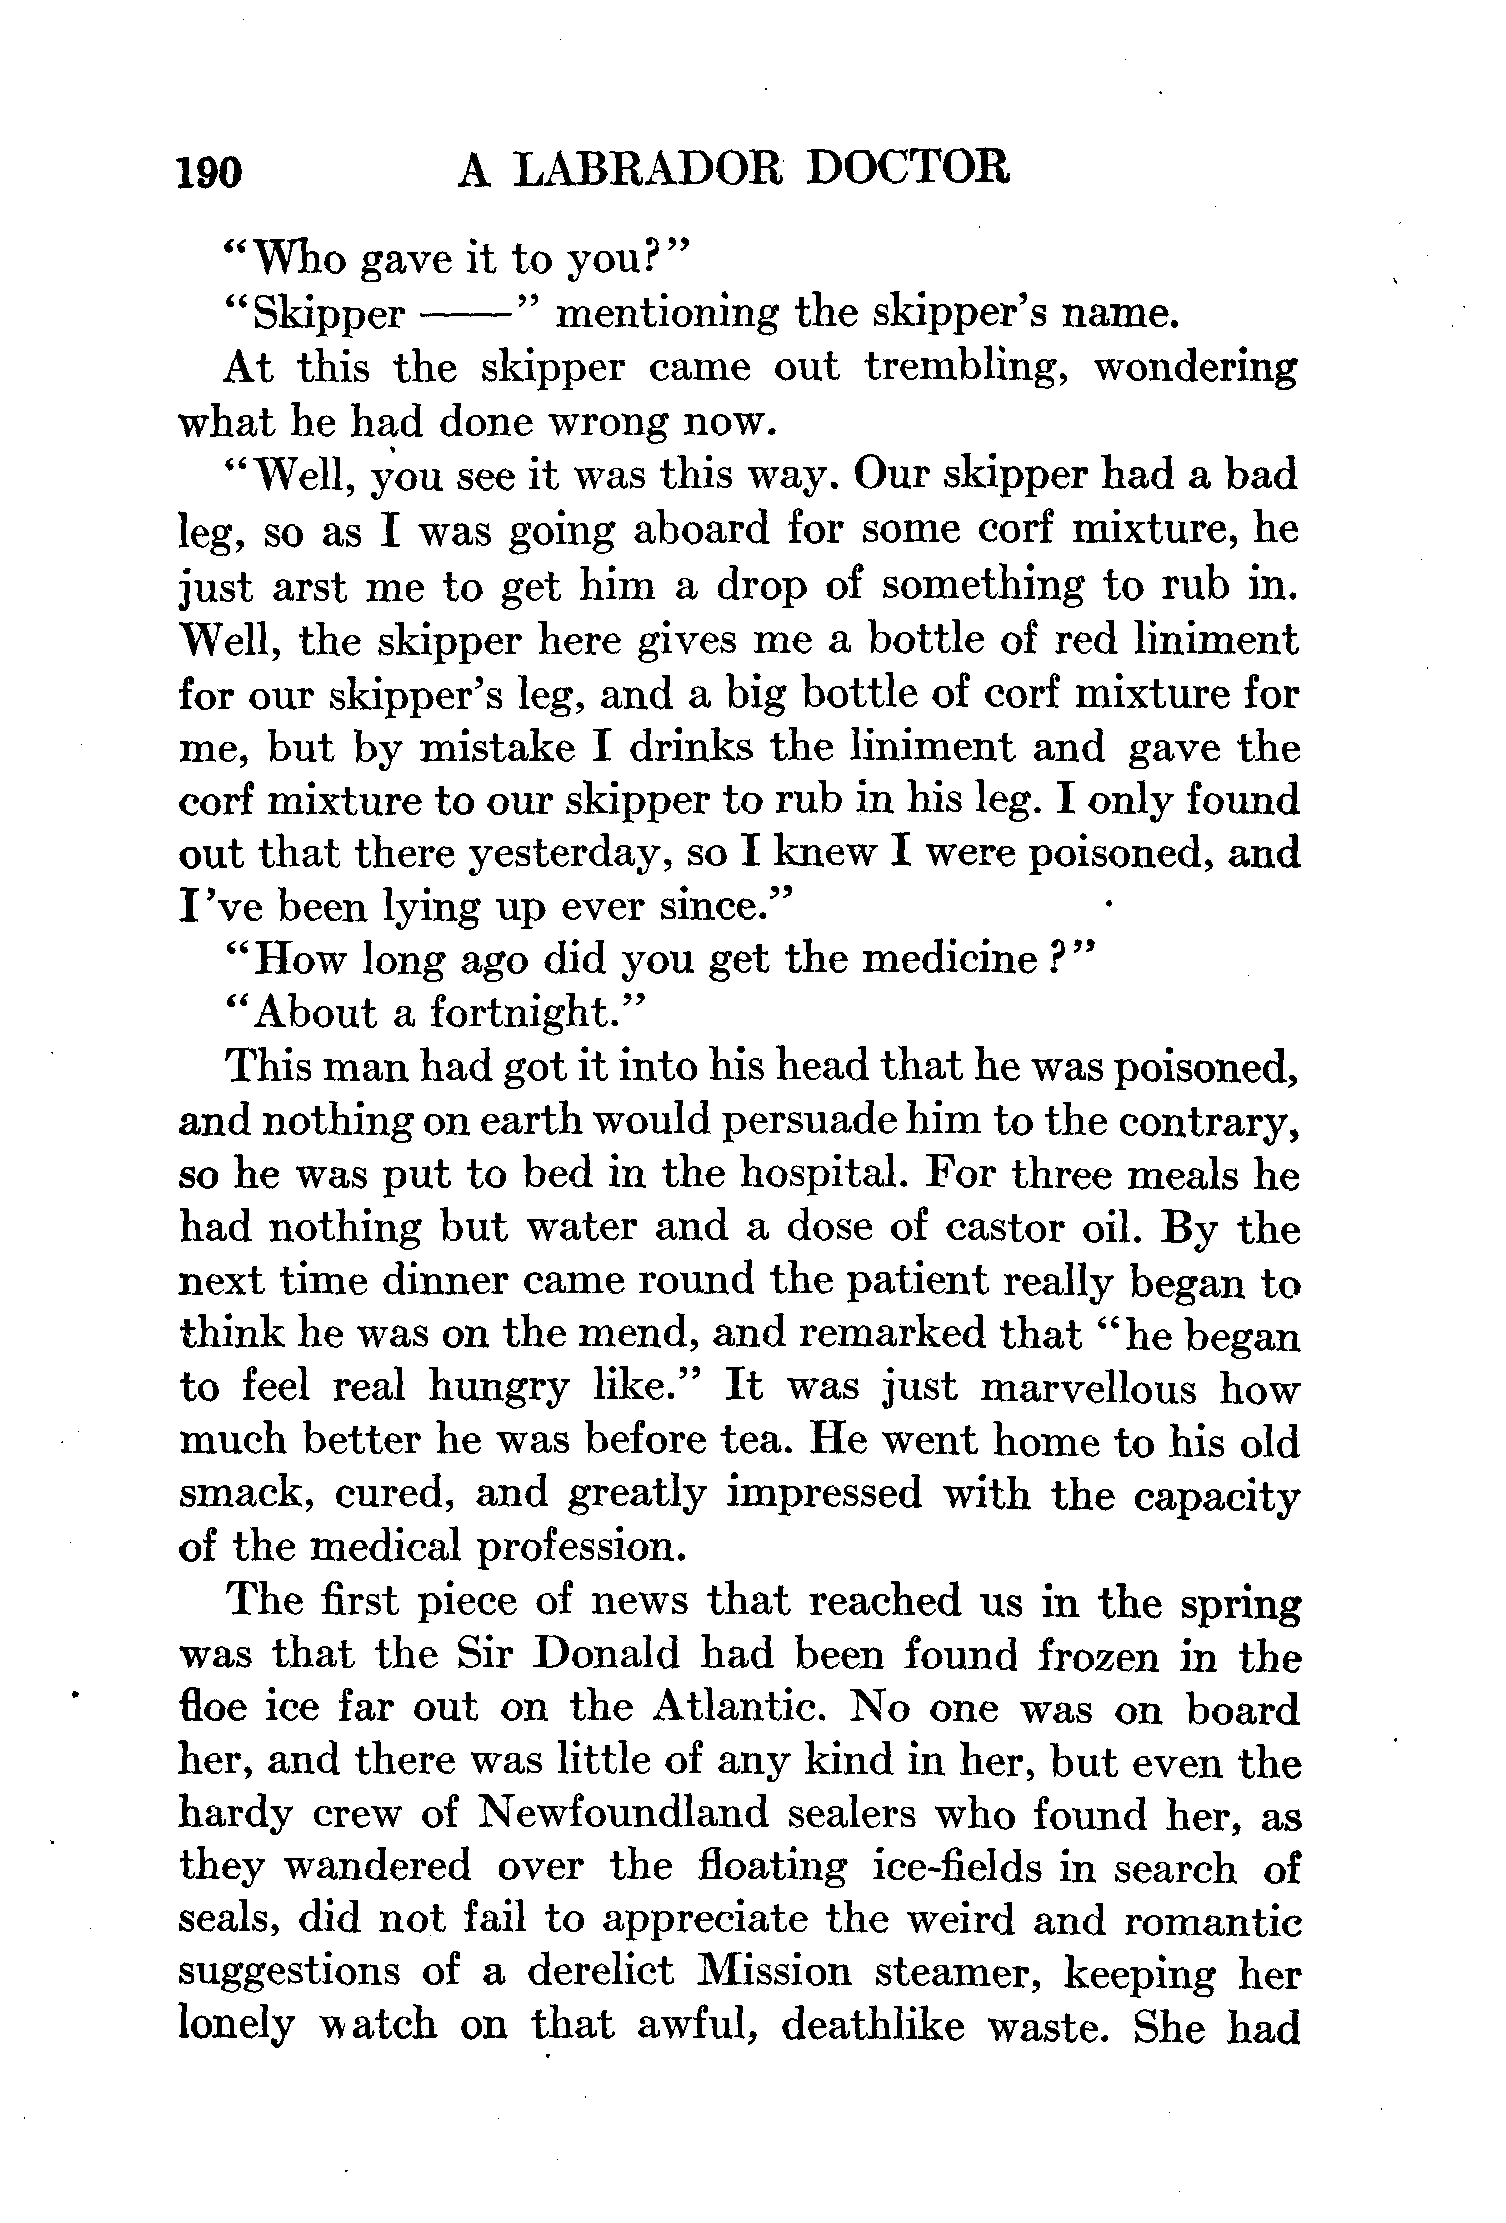 190 A LABRADOR DOCTOR
“Who gave it to you?”
“Skipper ——” mentioning the skipper’s name.
At this the skipper came out trembling, wondering
what he had done wrong now.
“Well, you see it was this way. Our skipper had a bad
leg, so as I was going aboard for some corf mixture, he
just arst me to get him a drop of something to rub in.
Well, the skipper here gives me a bottle of red liniment
for our skipper’s leg, and a big bottle of corf mixture for
me, but by mistake I drinks the liniment and gave the
corf mixture to our skipper to rub in his leg. I only found
out that there yesterday, so I knew I were poisoned, and
I’ve been lying up ever since.”
“How long ago did you get the medicine?”
“About a fortnight.”
This man had got it into his head that he was poisoned,
and nothing on earth would persuade him to the contrary,
so he was put to bed in the hospital. For three meals he
had nothing but water and a dose of castor oil. By the
next time dinner came round the patient really began to
think he was on the mend, and remarked that “he began
to feel real hungry like.” It was just marvellous how
much better he was before tea. He went home to his old
smack, cured, and greatly impressed with the capacity
of the medical profession.
The first piece of news that reached us in the spring
was that the Sir Donald had been found frozen in the
floe ice far out on the Atlantic. No one was on board
her, and there was little of any kind in her, but even the
hardy crew of Newfoundland sealers who found her, as
they wandered over the floating ice-fields in search of
seals, did not fail to appreciate the weird and romantic
suggestions of a derelict Mission steamer, keeping her
lonely watch on that awful, deathlike waste. She had